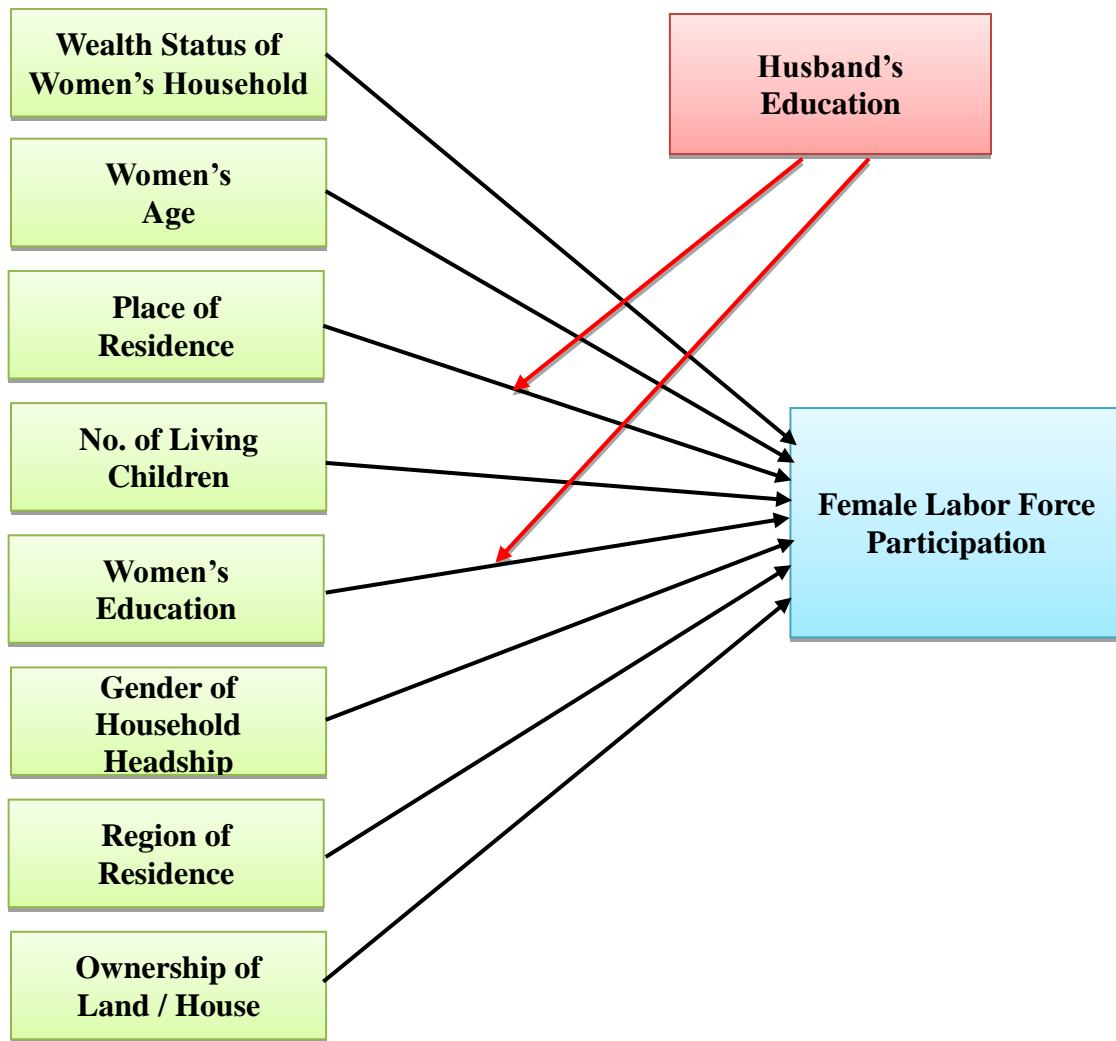 Wealth Status of
Women’s Household
Women’s
Age
Place of
Residence
No. of Living
Children
Women’s
Education
Gender of
Household
Headship
Region of
Residence
Ownership of
Land / House
Husband’s
Education
Female Labor Force
Participation